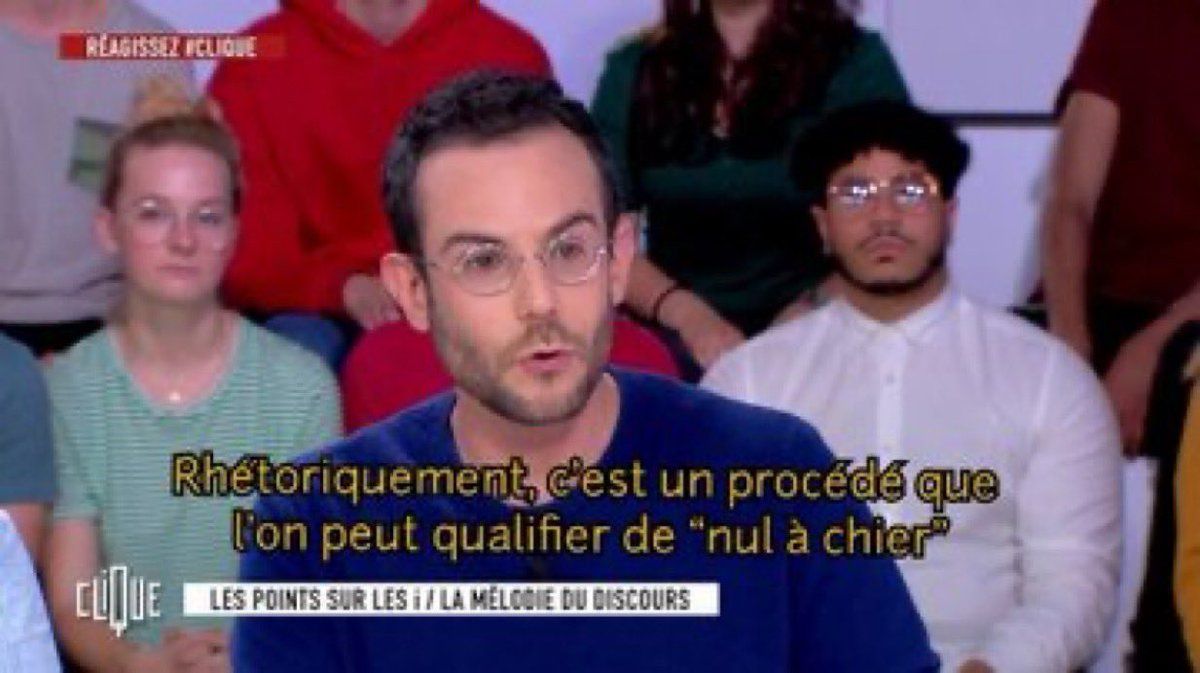 RÉAGISSEZ #CLIQUE
Rhétoriquement, c'est un procédé que
l'on peut qualifier de "nul à chier"
CLIQUE
LES POINTS SUR LES i / LA MÉLODIE DU DISCOURS